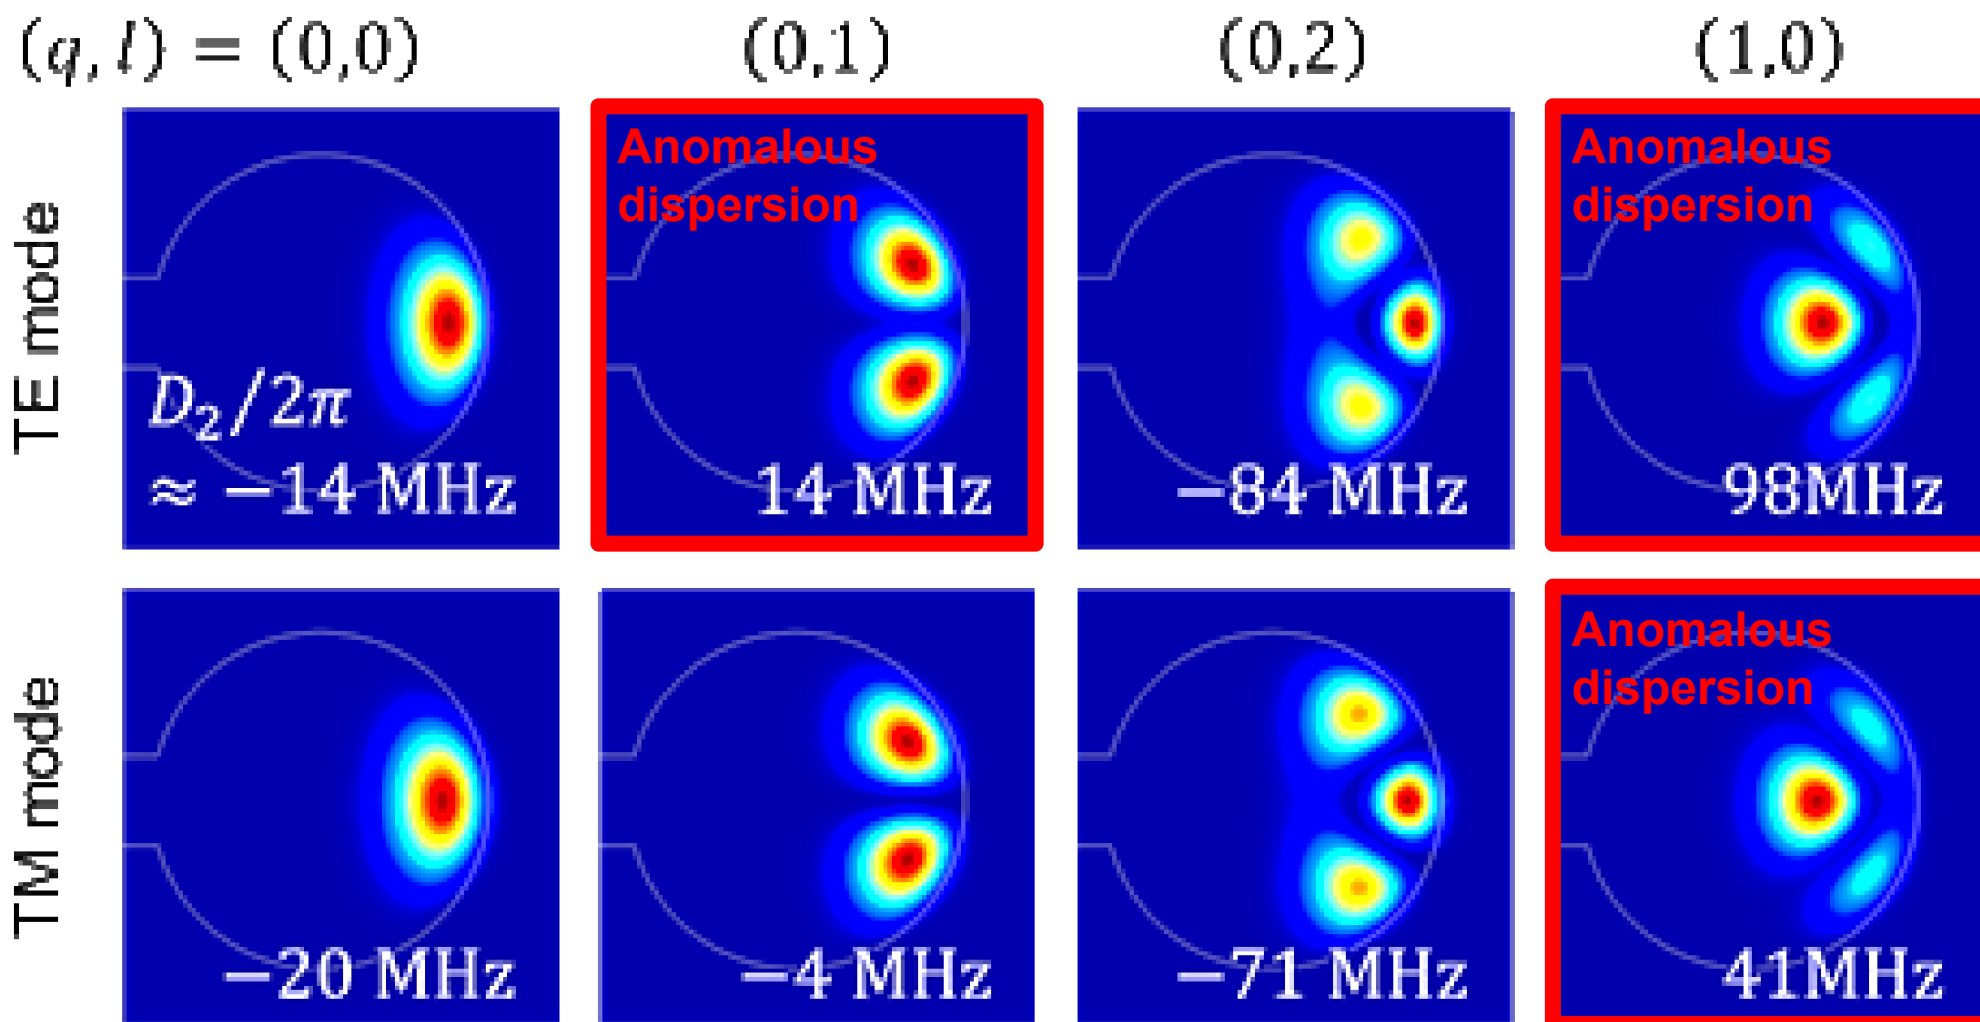 (q, l) = (0,0) (0,1) (0,2) (1,0)
TE mode
D₂/2π
≈ −14 MHz
Anomalous
dispersion
14 MHz
−84 MHz
Anomalous
dispersion
98MHz
TM mode
−20 MHz
−4 MHz
−71 MHz
Anomalous
dispersion
41MHz